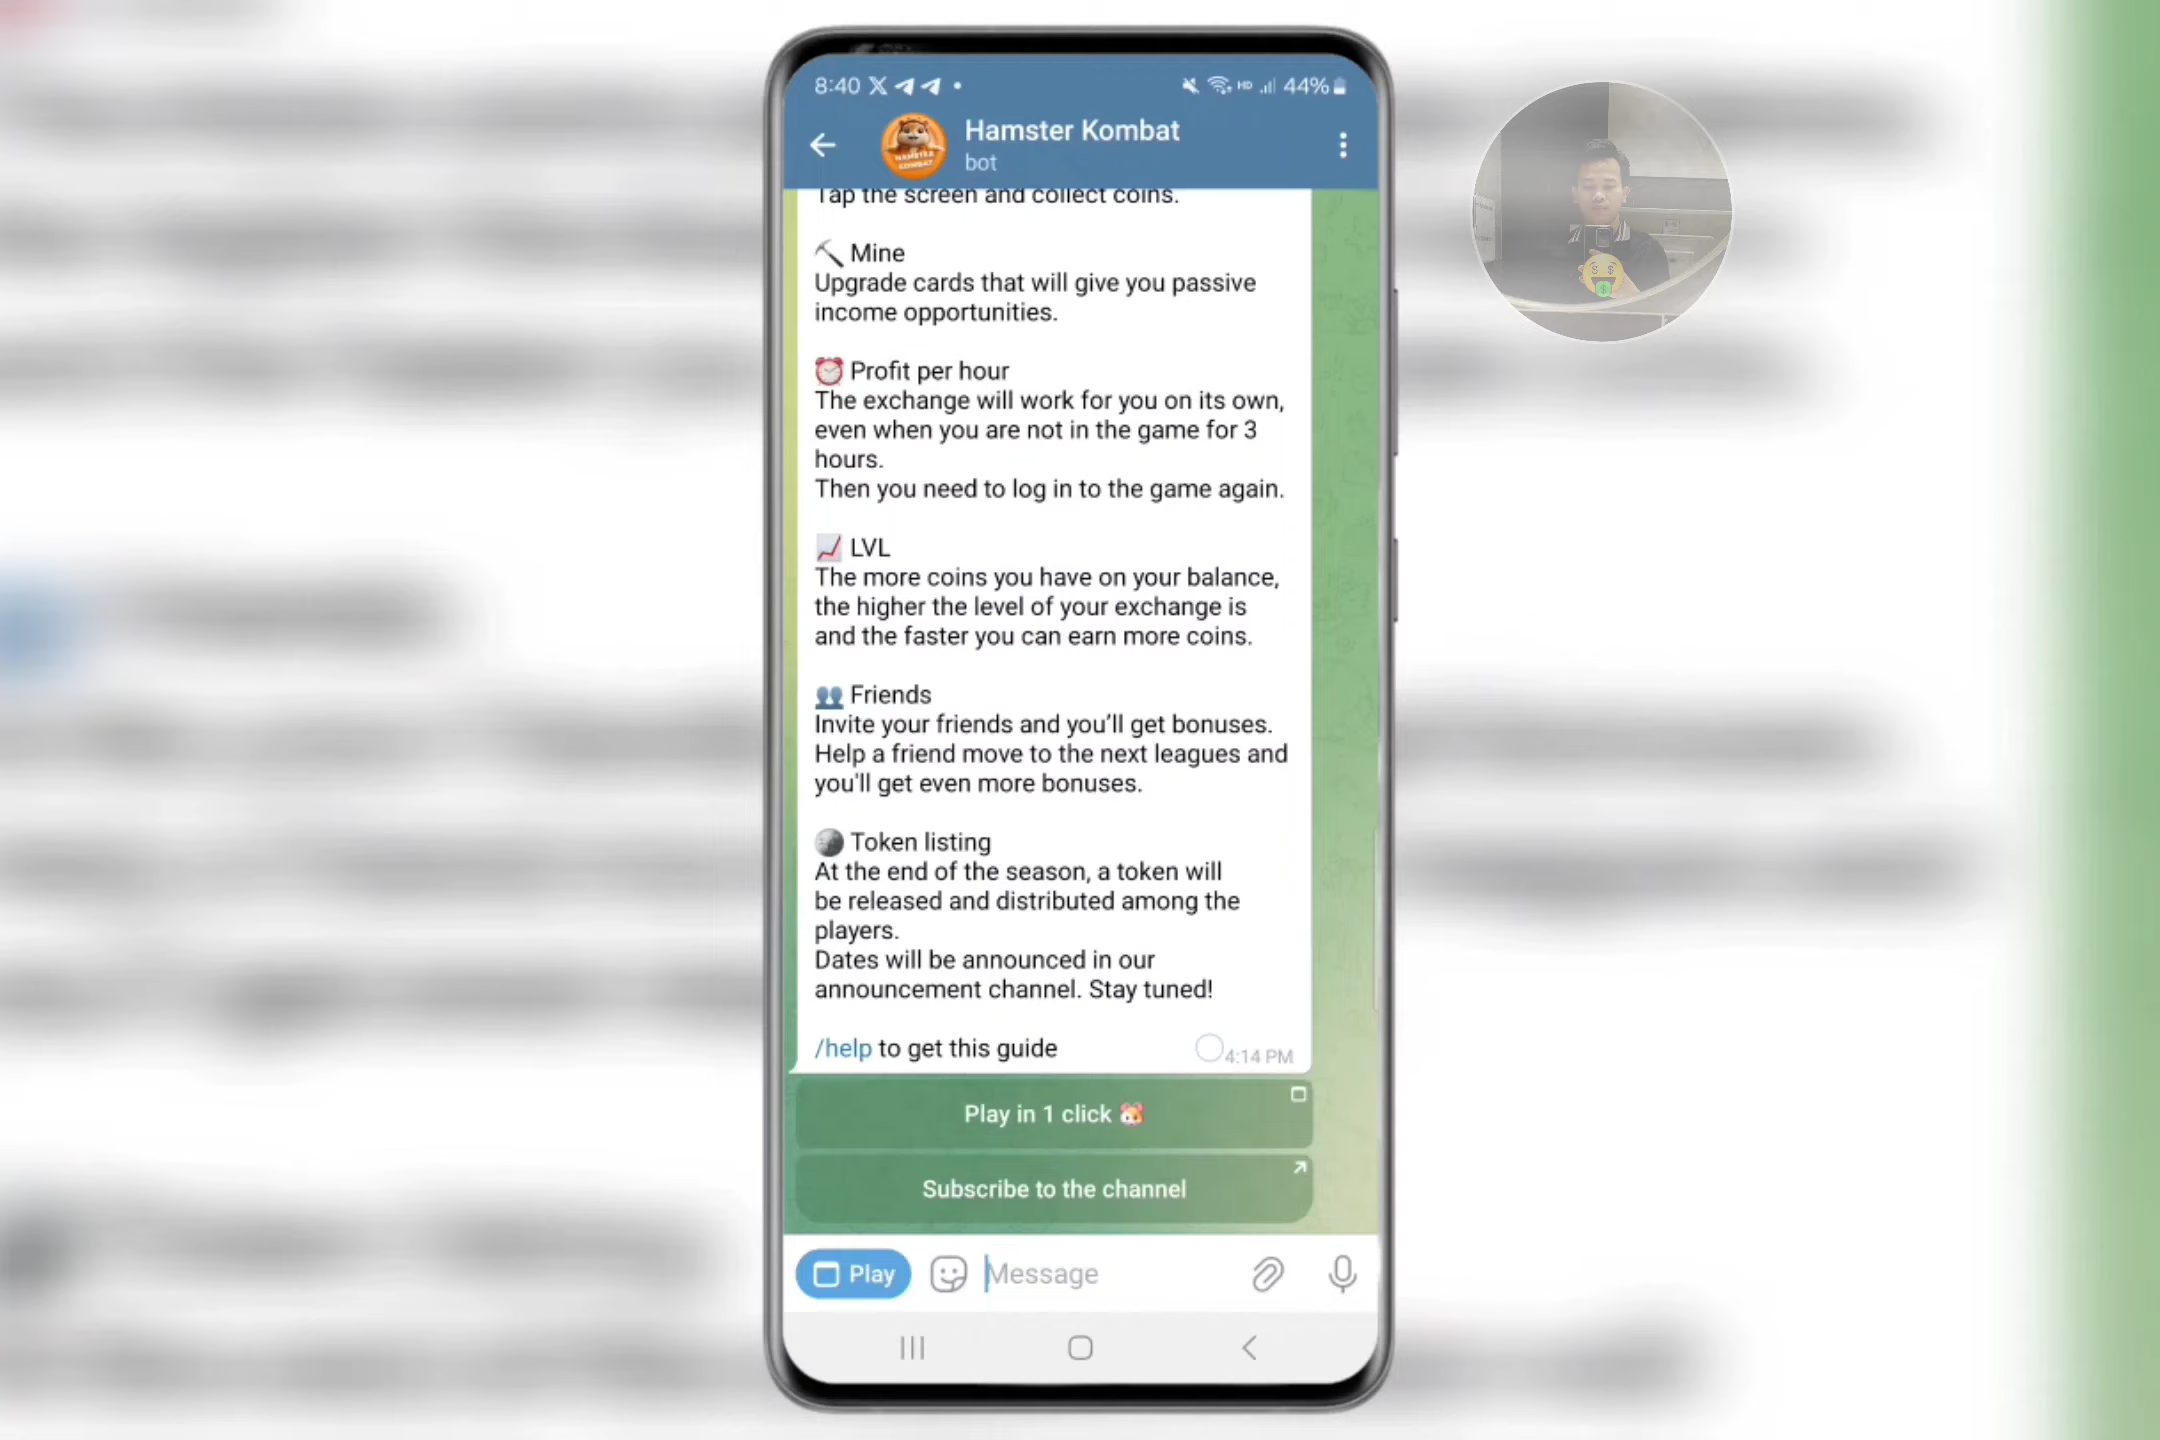 8:40
HD
44%
Hamster Kombat
bot
HAMSTER
KOMBAT
Tap the screen and collect coins.
Mine
Upgrade cards that will give you passive
income opportunities.
Profit per hour
The exchange will work for you on its own,
even when you are not in the game for 3
hours.
Then you need to log in to the game again.
LVL
The more coins you have on your balance,
the higher the level of your exchange is
and the faster you can earn more coins.
Friends
Invite your friends and you’ll get bonuses.
Help a friend move to the next leagues and
you'll get even more bonuses.
Token listing
At the end of the season, a token will
be released and distributed among the
players.
Dates will be announced in our
announcement channel. Stay tuned!
/help to get this guide
4:14 PM
Play in 1 click
Subscribe to the channel
Play
Message